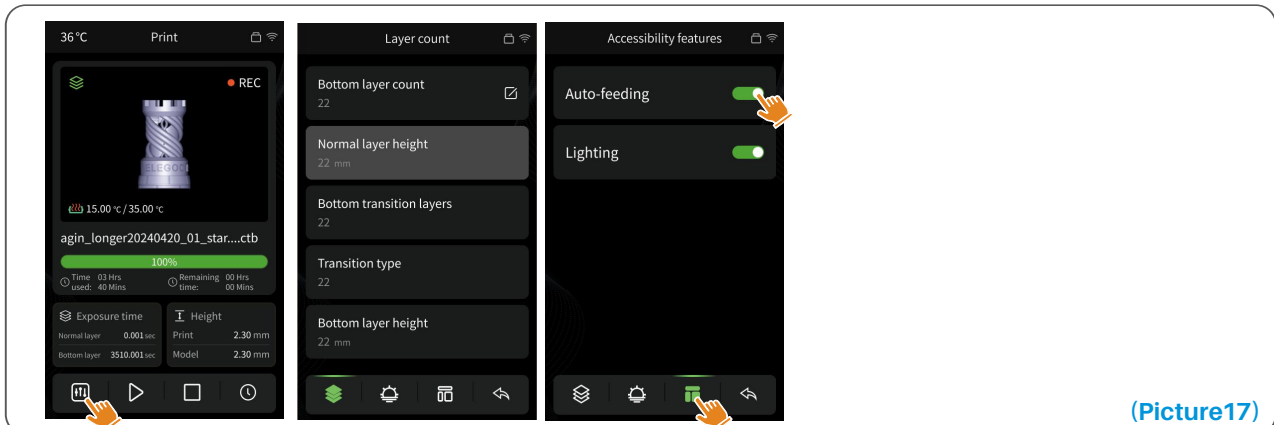 36°C Print
REC
ELEGOO
15.00 °C / 35.00 °C
agin_longer20240420_01_star....ctb
100%
Time used: 03 Hrs 40 Mins
Remaining time: 00 Hrs 00 Mins
Exposure time
Normal layer 0.001 sec
Bottom layer 3510.001 sec
Height
Print 2.30 mm
Model 2.30 mm
Layer count
Bottom layer count
22
Normal layer height
22 mm
Bottom transition layers
22
Transition type
22
Bottom layer height
22 mm
Accessibility features
Auto-feeding
Lighting
(Picture17)